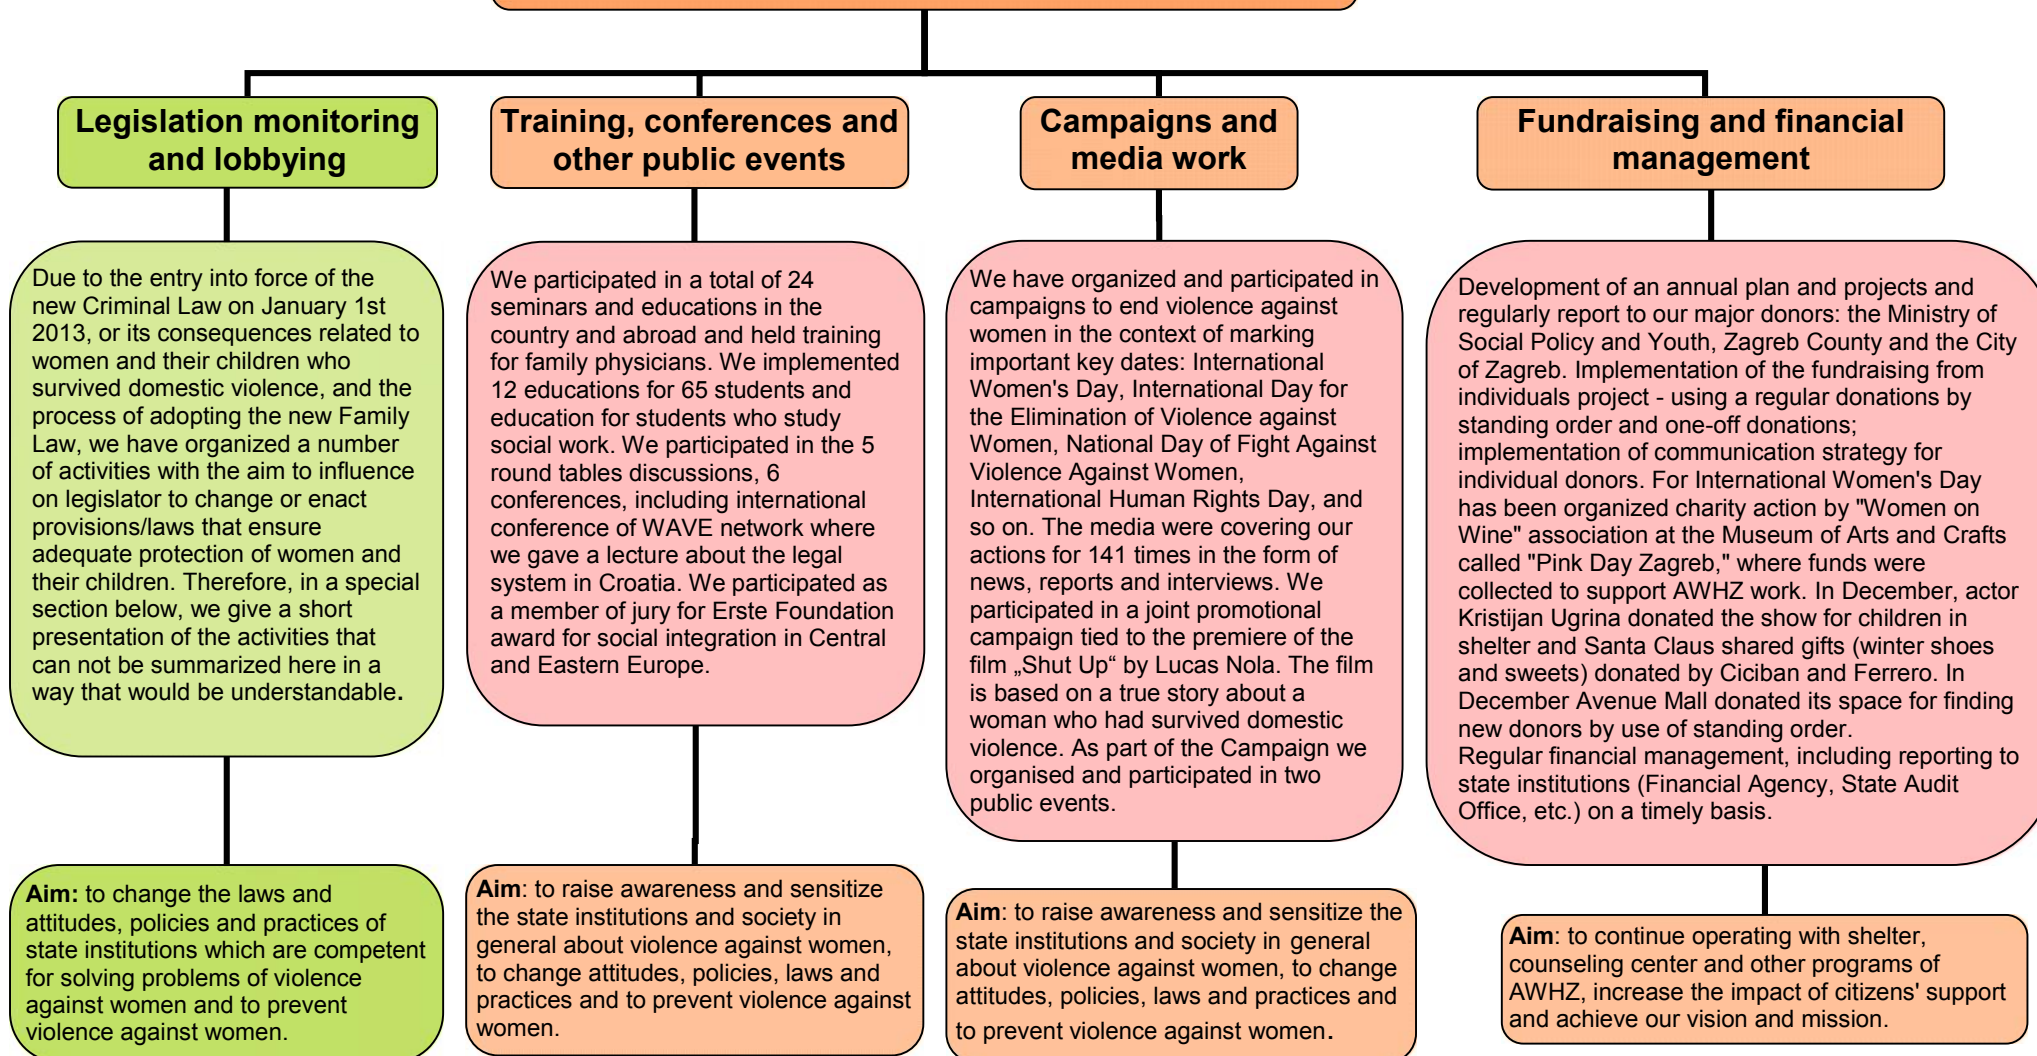 Legislation monitoring
and lobbying
Due to the entry into force of the
new Criminal Law on January 1st
2013, or its consequences related to
women and their children who
survived domestic violence, and the
process of adopting the new Family
Law, we have organized a number
of activities with the aim to influence
on legislator to change or enact
provisions/laws that ensure
adequate protection of women and
their children. Therefore, in a special
section below, we give a short
presentation of the activities that
can not be summarized here in a
way that would be understandable.
Aim: to change the laws and
attitudes, policies and practices of
state institutions which are competent
for solving problems of violence
against women and to prevent
violence against women.
Training, conferences and
other public events
We participated in a total of 24
seminars and educations in the
country and abroad and held training
for family physicians. We implemented
12 educations for 65 students and
education for students who study
social work. We participated in the 5
round tables discussions, 6
conferences, including international
conference of WAVE network where
we gave a lecture about the legal
system in Croatia. We participated as
a member of jury for Erste Foundation
award for social integration in Central
and Eastern Europe.
Aim: to raise awareness and sensitize
the state institutions and society in
general about violence against women,
to change attitudes, policies, laws and
practices and to prevent violence against
women.
Campaigns and
media work
We have organized and participated in
campaigns to end violence against
women in the context of marking
important key dates: International
Women's Day, International Day for
the Elimination of Violence against
Women, National Day of Fight Against
Violence Against Women,
International Human Rights Day, and
so on. The media were covering our
actions for 141 times in the form of
news, reports and interviews. We
participated in a joint promotional
campaign tied to the premiere of the
film „Shut Up“ by Lucas Nola. The film
is based on a true story about a
woman who had survived domestic
violence. As part of the Campaign we
organised and participated in two
public events.
Aim: to raise awareness and sensitize the
state institutions and society in general
about violence against women, to change
attitudes, policies, laws and practices and
to prevent violence against women.
Fundraising and financial
management
Development of an annual plan and projects and
regularly report to our major donors: the Ministry of
Social Policy and Youth, Zagreb County and the City
of Zagreb. Implementation of the fundraising from
individuals project - using a regular donations by
standing order and one-off donations;
implementation of communication strategy for
individual donors. For International Women's Day
has been organized charity action by "Women on
Wine" association at the Museum of Arts and Crafts
called "Pink Day Zagreb," where funds were
collected to support AWHZ work. In December, actor
Kristijan Ugrina donated the show for children in
shelter and Santa Claus shared gifts (winter shoes
and sweets) donated by Ciciban and Ferrero. In
December Avenue Mall donated its space for finding
new donors by use of standing order.
Regular financial management, including reporting to
state institutions (Financial Agency, State Audit
Office, etc.) on a timely basis.
Aim: to continue operating with shelter,
counseling center and other programs of
AWHZ, increase the impact of citizens' support
and achieve our vision and mission.